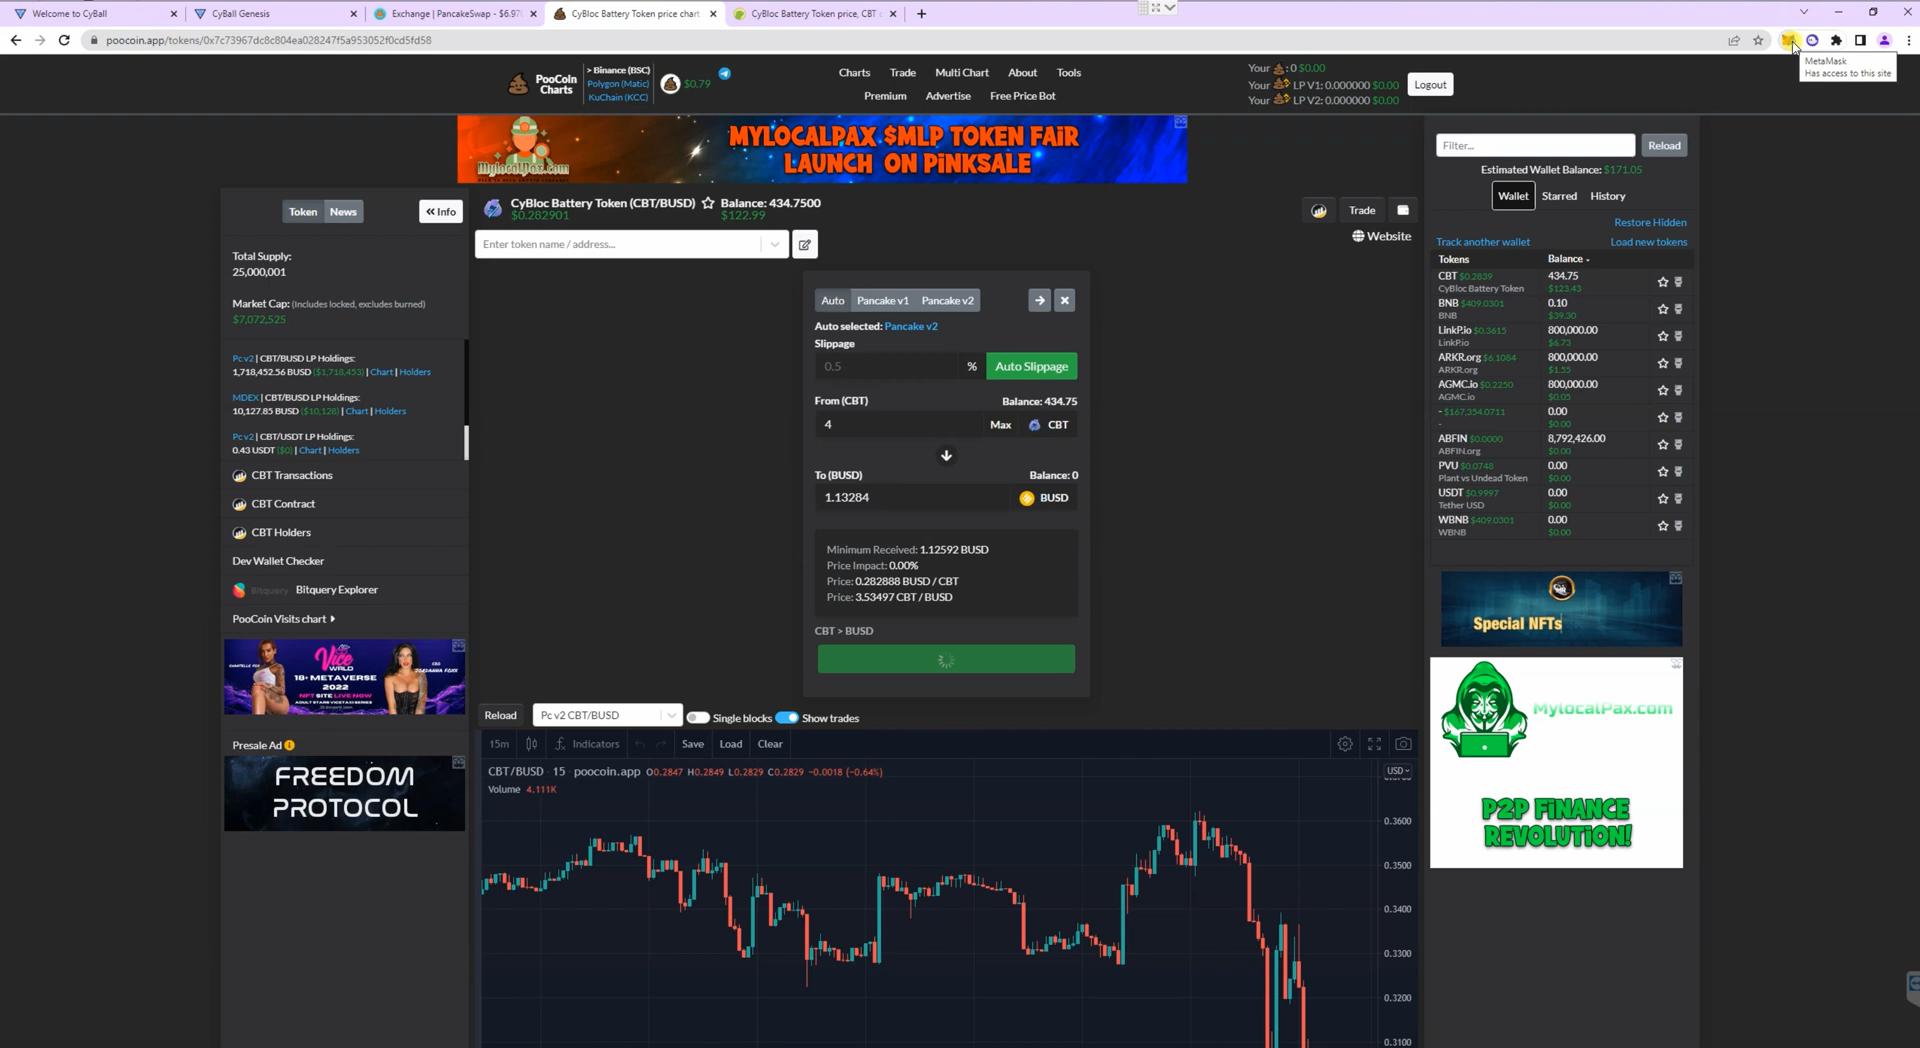 Welcome to CyBall
CyBall Genesis
Exchange | PancakeSwap - $6.97
CyBloc Battery Token price chart
CyBloc Battery Token price, CBT
poocoin.app/tokens/0x7c73967dc8c804ea028247f5a953052f0cd5fd58
MetaMask
Has access to this site
PooCoin Charts
> Binance (BSC)
Polygon (Matic)
KuChain (KCC)
$0.79
Charts Trade Multi Chart About Tools
Premium Advertise Free Price Bot
Your : 0 $0.00
Your LP V1: 0.000000 $0.00
Your LP V2: 0.000000 $0.00
Logout
MylocalPax.com
MYLOCALPAX $MLP TOKEN FAIR
LAUNCH ON PINKSALE
Token News
« Info
Total Supply:
25,000,001
Market Cap: (Includes locked, excludes burned)
$7,072,525
Pc v2 | CBT/BUSD LP Holdings:
1,718,452.56 BUSD ($1,718,453) | Chart | Holders
MDEX | CBT/BUSD LP Holdings:
10,127.85 BUSD ($10,128) | Chart | Holders
Pc v2 | CBT/USDT LP Holdings:
0.43 USDT ($0) | Chart | Holders
CBT Transactions
CBT Contract
CBT Holders
Dev Wallet Checker
Bitquery Bitquery Explorer
PooCoin Visits chart
Vice
WRLD
18+ METAVERSE
2022
NFT SITE LIVE NOW
Presale Ad
FREEDOM
PROTOCOL
CyBloc Battery Token (CBT/BUSD) Balance: 434.7500
$0.282901 $122.99
Enter token name / address...
Trade
Website
Auto Pancake v1 Pancake v2
Auto selected: Pancake v2
Slippage
0.5 % Auto Slippage
From (CBT) Balance: 434.75
4 Max CBT
To (BUSD) Balance: 0
1.13284 BUSD
Minimum Received: 1.12592 BUSD
Price Impact: 0.00%
Price: 0.282888 BUSD / CBT
Price: 3.53497 CBT / BUSD
CBT > BUSD
Reload Pc v2 CBT/BUSD Single blocks Show trades
15m Indicators Save Load Clear
CBT/BUSD · 15 · poocoin.app O0.2847 H0.2849 L0.2829 C0.2829 −0.0018 (−0.64%)
Volume 4.111K
USD
0.3600
0.3500
0.3400
0.3300
0.3200
0.3100
Filter... Reload
Estimated Wallet Balance: $171.05
Wallet Starred History
Restore Hidden
Track another wallet Load new tokens
Tokens Balance
CBT $0.2839 434.75
CyBloc Battery Token $123.43
BNB $409.0301 0.10
BNB $39.30
LinkP.io $0.3615 800,000.00
LinkP.io $6.73
ARKR.org $6.1084 800,000.00
ARKR.org $1.55
AGMC.io $0.2250 800,000.00
AGMC.io $0.05
- $167,354.0711 0.00
- $0.00
ABFIN $0.0000 8,792,426.00
ABFIN.org $0.00
PVU $0.0748 0.00
Plant vs Undead Token $0.00
USDT $0.9997 0.00
Tether USD $0.00
WBNB $409.0301 0.00
WBNB $0.00
Special NFTs
MylocalPax.com
P2P FINANCE
REVOLUTION!